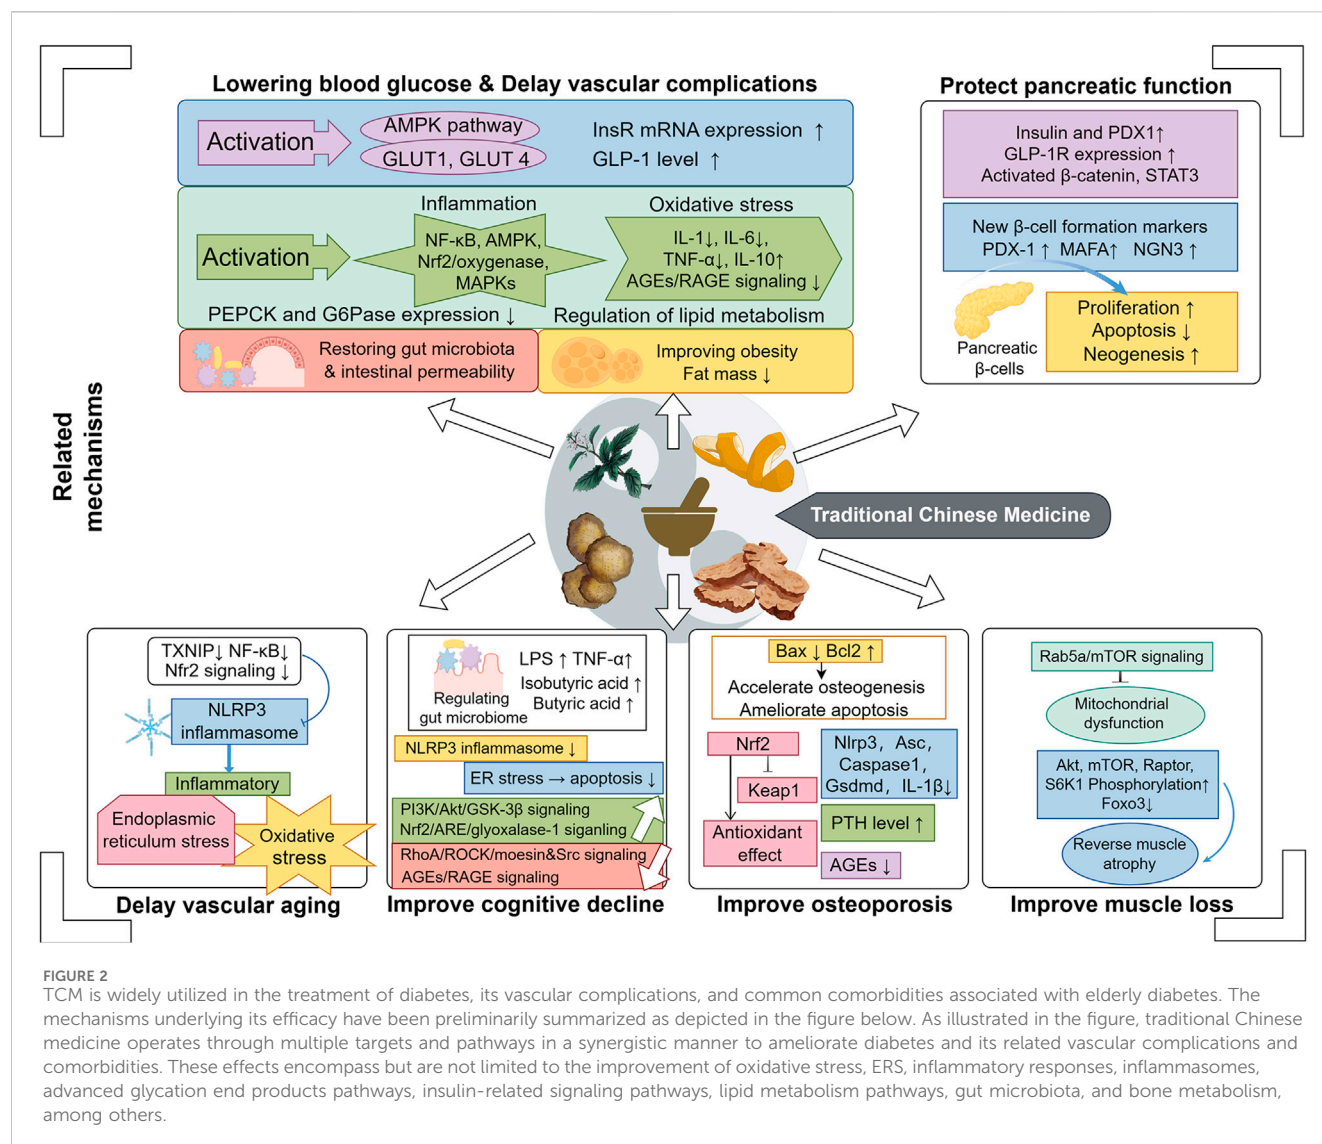 Lowering blood glucose & Delay vascular complications
Activation
AMPK pathway
GLUT1, GLUT 4
InsR mRNA expression ↑
GLP-1 level ↑
Inflammation
Oxidative stress
Activation
NF-κB, AMPK,
Nrf2/oxygenase,
MAPKs
IL-1↓, IL-6↓,
TNF-α↓, IL-10↑
AGEs/RAGE signaling ↓
PEPCK and G6Pase expression ↓
Regulation of lipid metabolism
Restoring gut microbiota
& intestinal permeability
Improving obesity
Fat mass ↓
Protect pancreatic function
Insulin and PDX1↑
GLP-1R expression ↑
Activated β-catenin, STAT3
New β-cell formation markers
PDX-1 ↑ MAFA↑ NGN3 ↑
Pancreatic
β-cells
Proliferation ↑
Apoptosis ↓
Neogenesis ↑
Related
mechanisms
Traditional Chinese Medicine
TXNIP↓ NF-κB↓
Nfr2 signaling ↓
NLRP3
inflammasome
Inflammatory
Endoplasmic
reticulum stress
Oxidative
stress
Delay vascular aging
Regulating
gut microbiome
LPS ↑ TNF-α↑
Isobutyric acid ↑
Butyric acid ↑
NLRP3 inflammasome ↓
ER stress → apoptosis ↓
PI3K/Akt/GSK-3β signaling
Nrf2/ARE/glyoxalase-1 siganling
RhoA/ROCK/moesin&Src signaling
AGEs/RAGE signaling
Improve cognitive decline
Bax ↓ Bcl2 ↑
Accelerate osteogenesis
Ameliorate apoptosis
Nrf2
Keap1
Antioxidant
effect
Nlrp3, Asc,
Caspase1,
Gsdmd, IL-1β↓
PTH level ↑
AGEs ↓
Improve osteoporosis
Rab5a/mTOR signaling
Mitochondrial
dysfunction
Akt, mTOR, Raptor,
S6K1 Phosphorylation↑
Foxo3↓
Reverse muscle
atrophy
Improve muscle loss
FIGURE 2
TCM is widely utilized in the treatment of diabetes, its vascular complications, and common comorbidities associated with elderly diabetes. The
mechanisms underlying its efficacy have been preliminarily summarized as depicted in the figure below. As illustrated in the figure, traditional Chinese
medicine operates through multiple targets and pathways in a synergistic manner to ameliorate diabetes and its related vascular complications and
comorbidities. These effects encompass but are not limited to the improvement of oxidative stress, ERS, inflammatory responses, inflammasomes,
advanced glycation end products pathways, insulin-related signaling pathways, lipid metabolism pathways, gut microbiota, and bone metabolism,
among others.